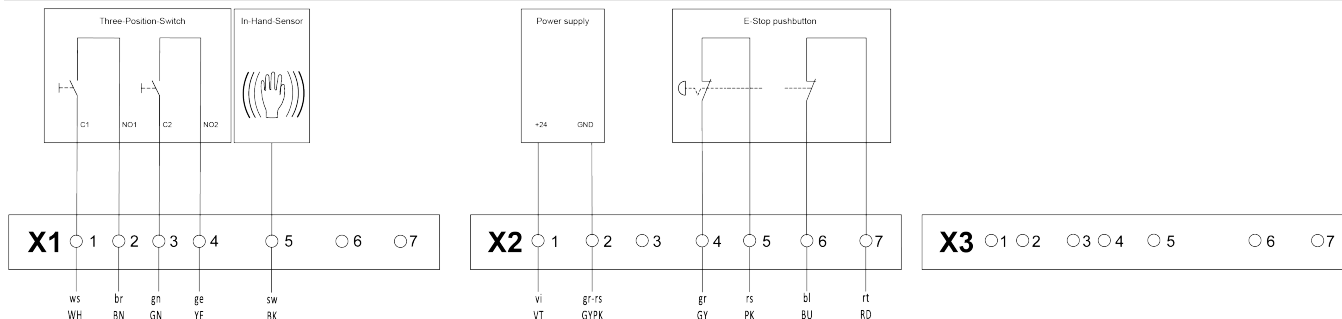 Three-Position-Switch
In-Hand-Sensor
Power supply
E-Stop pushbutton
C1 NO1 C2 NO2
+24 GND
X1 1 2 3 4 5 6 7
X2 1 2 3 4 5 6 7
X3 1 2 3 4 5 6 7
ws br gn ge sw
WH BN GN YE BK
vi gr-rs gr rs bl rt
VT GYPK GY PK BU RD